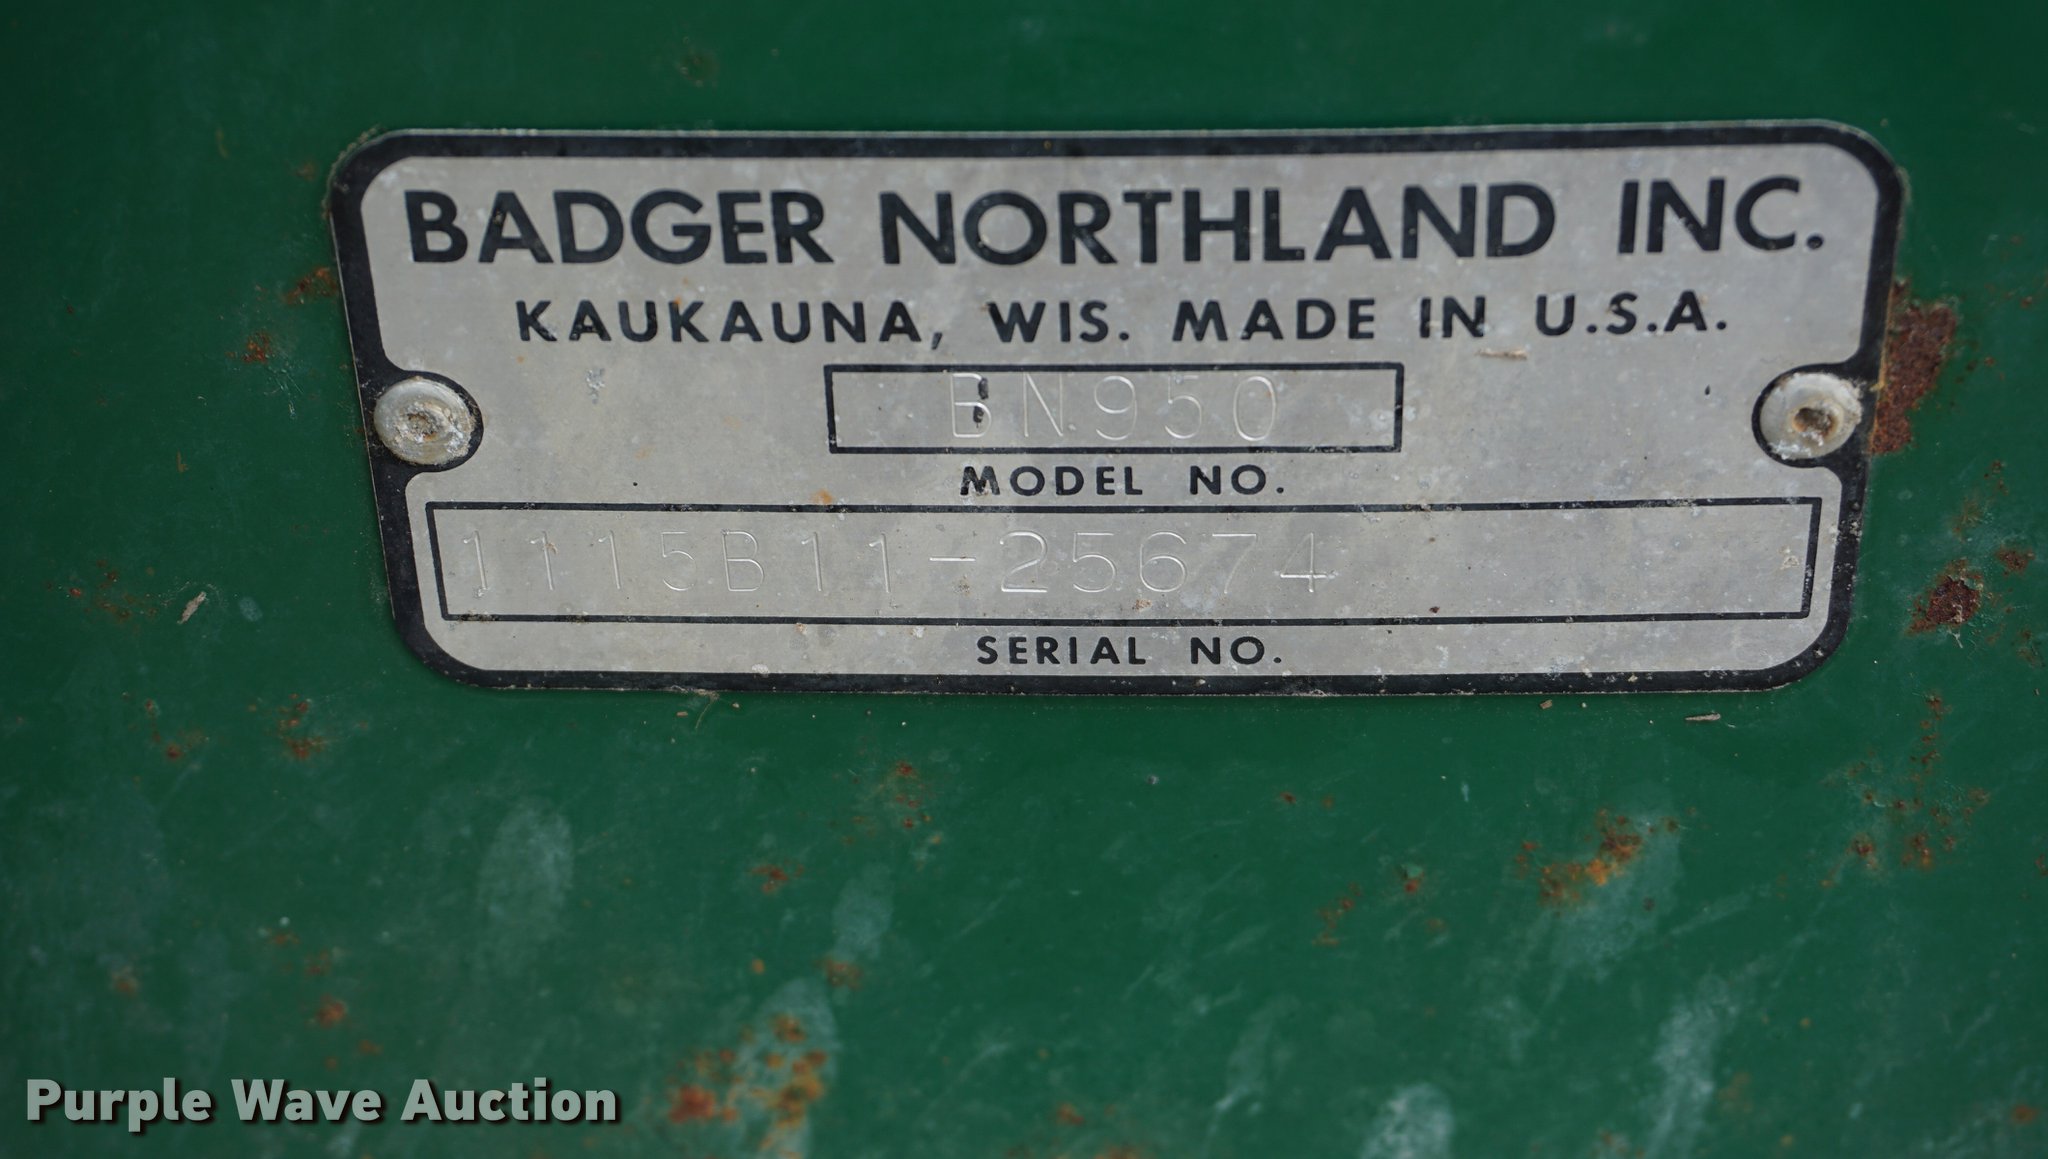 BADGER NORTHLAND INC.
KAUKAUNA, WIS. MADE IN U.S.A.
BN950
MODEL NO.
1115B11-25674
SERIAL NO.
Purple Wave Auction